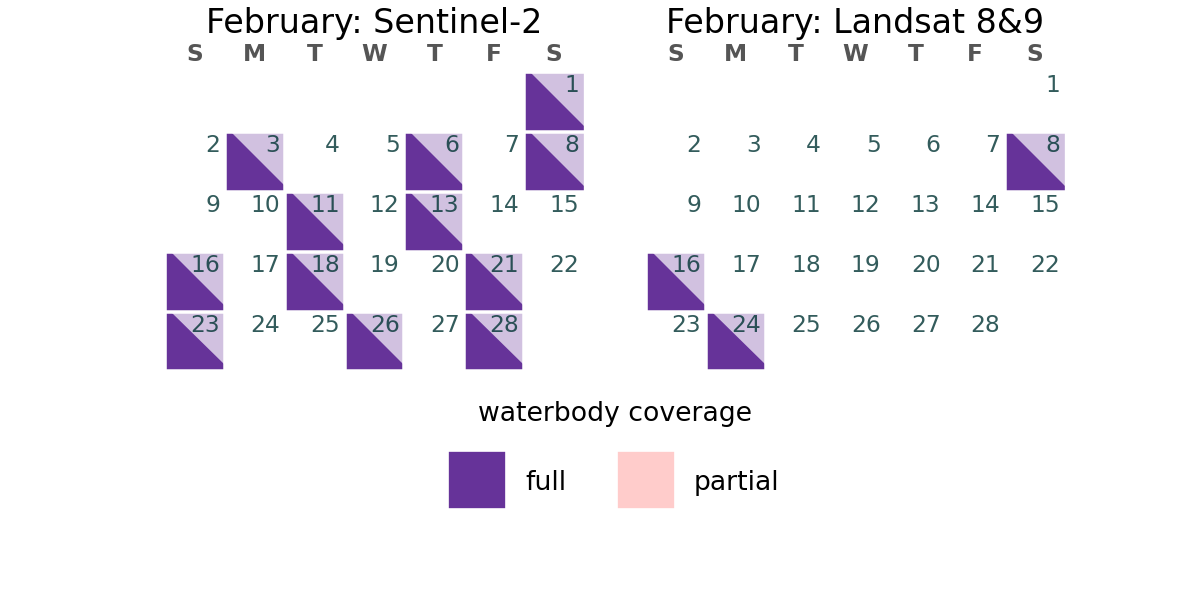 February: Sentinel-2
S M T W T F S
1
2 3 4 5 6 7 8
9 10 11 12 13 14 15
16 17 18 19 20 21 22
23 24 25 26 27 28
February: Landsat 8&9
S M T W T F S
1
2 3 4 5 6 7 8
9 10 11 12 13 14 15
16 17 18 19 20 21 22
23 24 25 26 27 28
waterbody coverage
full partial